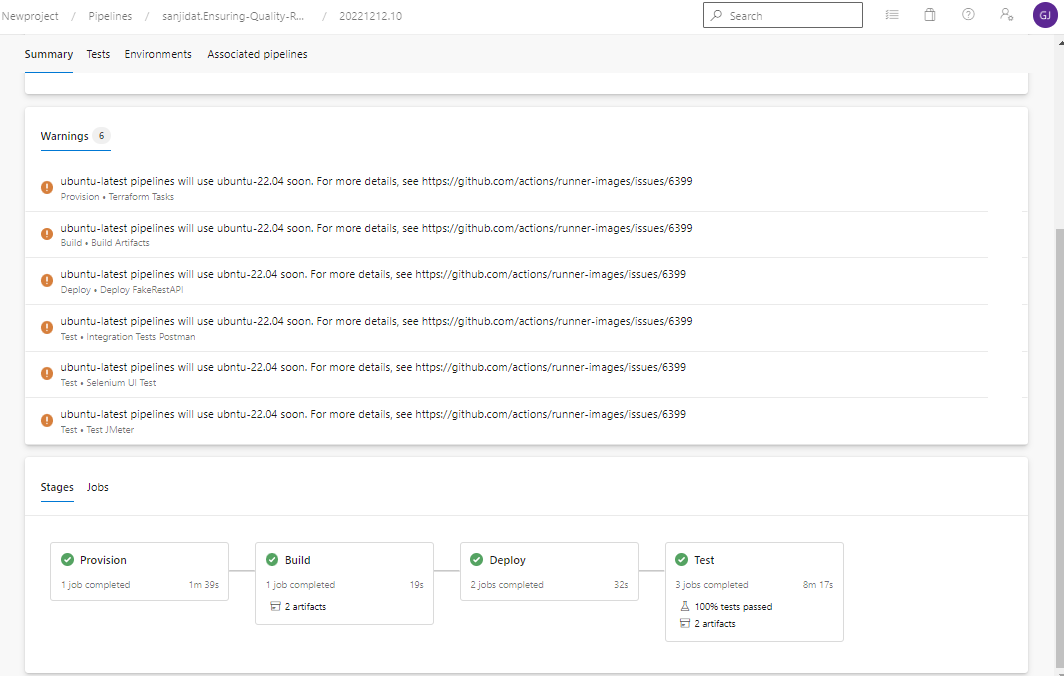 Newproject / Pipelines / sanjidat.Ensuring-Quality-R... / 20221212.10 Search GJ
Summary Tests Environments Associated pipelines
Warnings 6
ubuntu-latest pipelines will use ubuntu-22.04 soon. For more details, see https://github.com/actions/runner-images/issues/6399
Provision • Terraform Tasks
ubuntu-latest pipelines will use ubuntu-22.04 soon. For more details, see https://github.com/actions/runner-images/issues/6399
Build • Build Artifacts
ubuntu-latest pipelines will use ubntu-22.04 soon. For more details, see https://github.com/actions/runner-images/issues/6399
Deploy • Deploy FakeRestAPI
ubuntu-latest pipelines will use ubuntu-22.04 soon. For more details, see https://github.com/actions/runner-images/issues/6399
Test • Integration Tests Postman
ubuntu-latest pipelines will use ubntu-22.04 soon. For more details, see https://github.com/actions/runner-images/issues/6399
Test • Selenium UI Test
ubuntu-latest pipelines will use ubntu-22.04 soon. For more details, see https://github.com/actions/runner-images/issues/6399
Test • Test JMeter
Stages Jobs
Provision
1 job completed 1m 39s
Build
1 job completed 19s
2 artifacts
Deploy
2 jobs completed 32s
Test
3 jobs completed 8m 17s
100% tests passed
2 artifacts